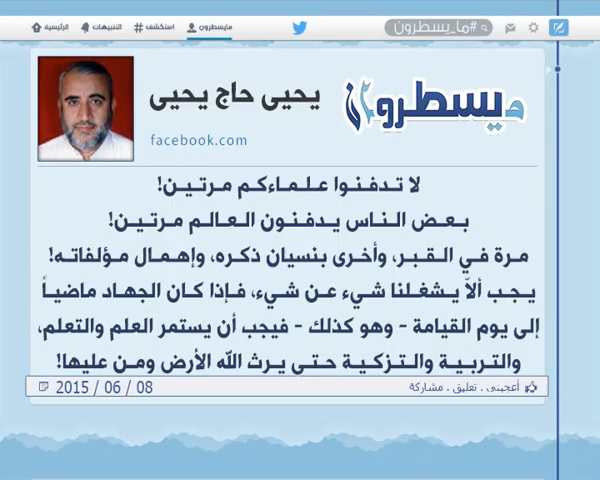 #ما_يسطرون
مايسطرون
# استكشف
التنبيهات
الرئيسية
ما يسطرون
يحيى حاج يحيى
facebook.com
لا تدفنوا علماءكم مرتين!
بعض الناس يدفنون العالم مرتين!
مرة في القبر، وأخرى بنسيان ذكره، وإهمال مؤلفاته!
يجب ألاّ يشغلنا شيء عن شيء، فإذا كان الجهاد ماضياً
إلى يوم القيامة - وهو كذلك - فيجب أن يستمر العلم والتعلم،
والتربية والتزكية حتى يرث الله الأرض ومن عليها!
أعجبني . تعليق . مشاركة
2015 / 06 / 08